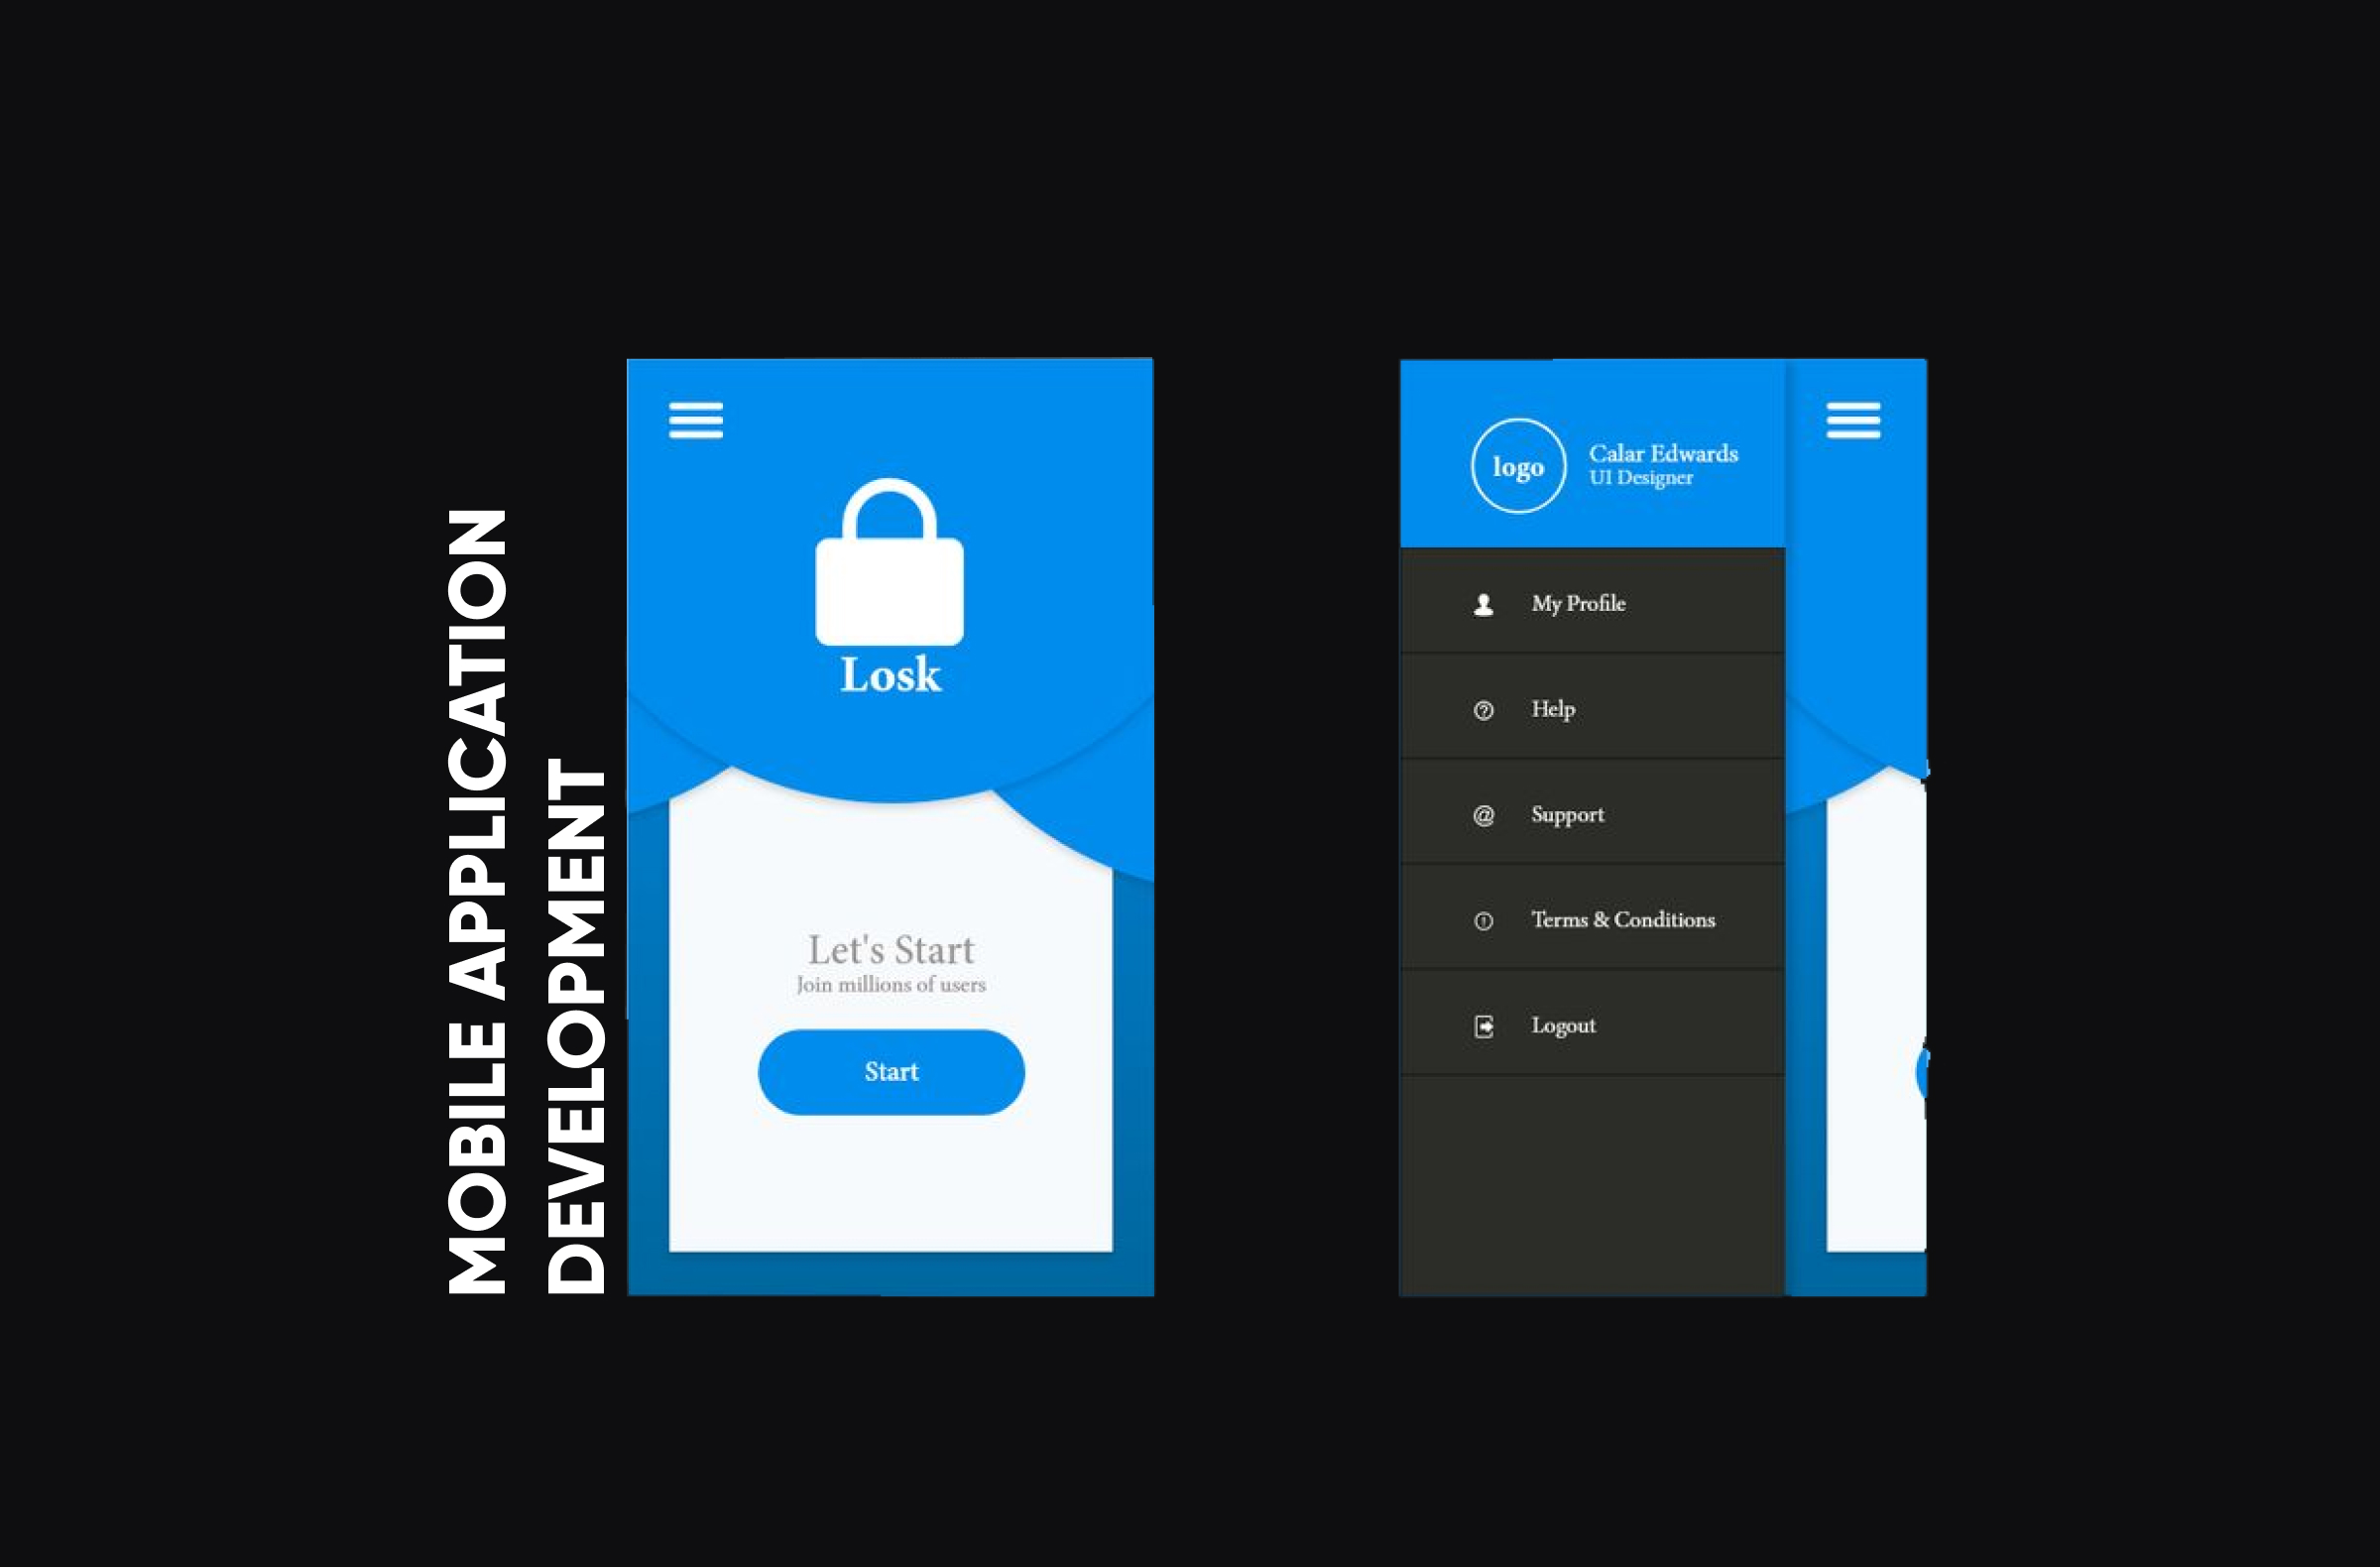 MOBILE APPLICATION
DEVELOPMENT
Losk
Let's Start
Join millions of users
Start
logo
Calar Edwards
UI Designer
My Profile
Help
Support
Terms & Conditions
Logout